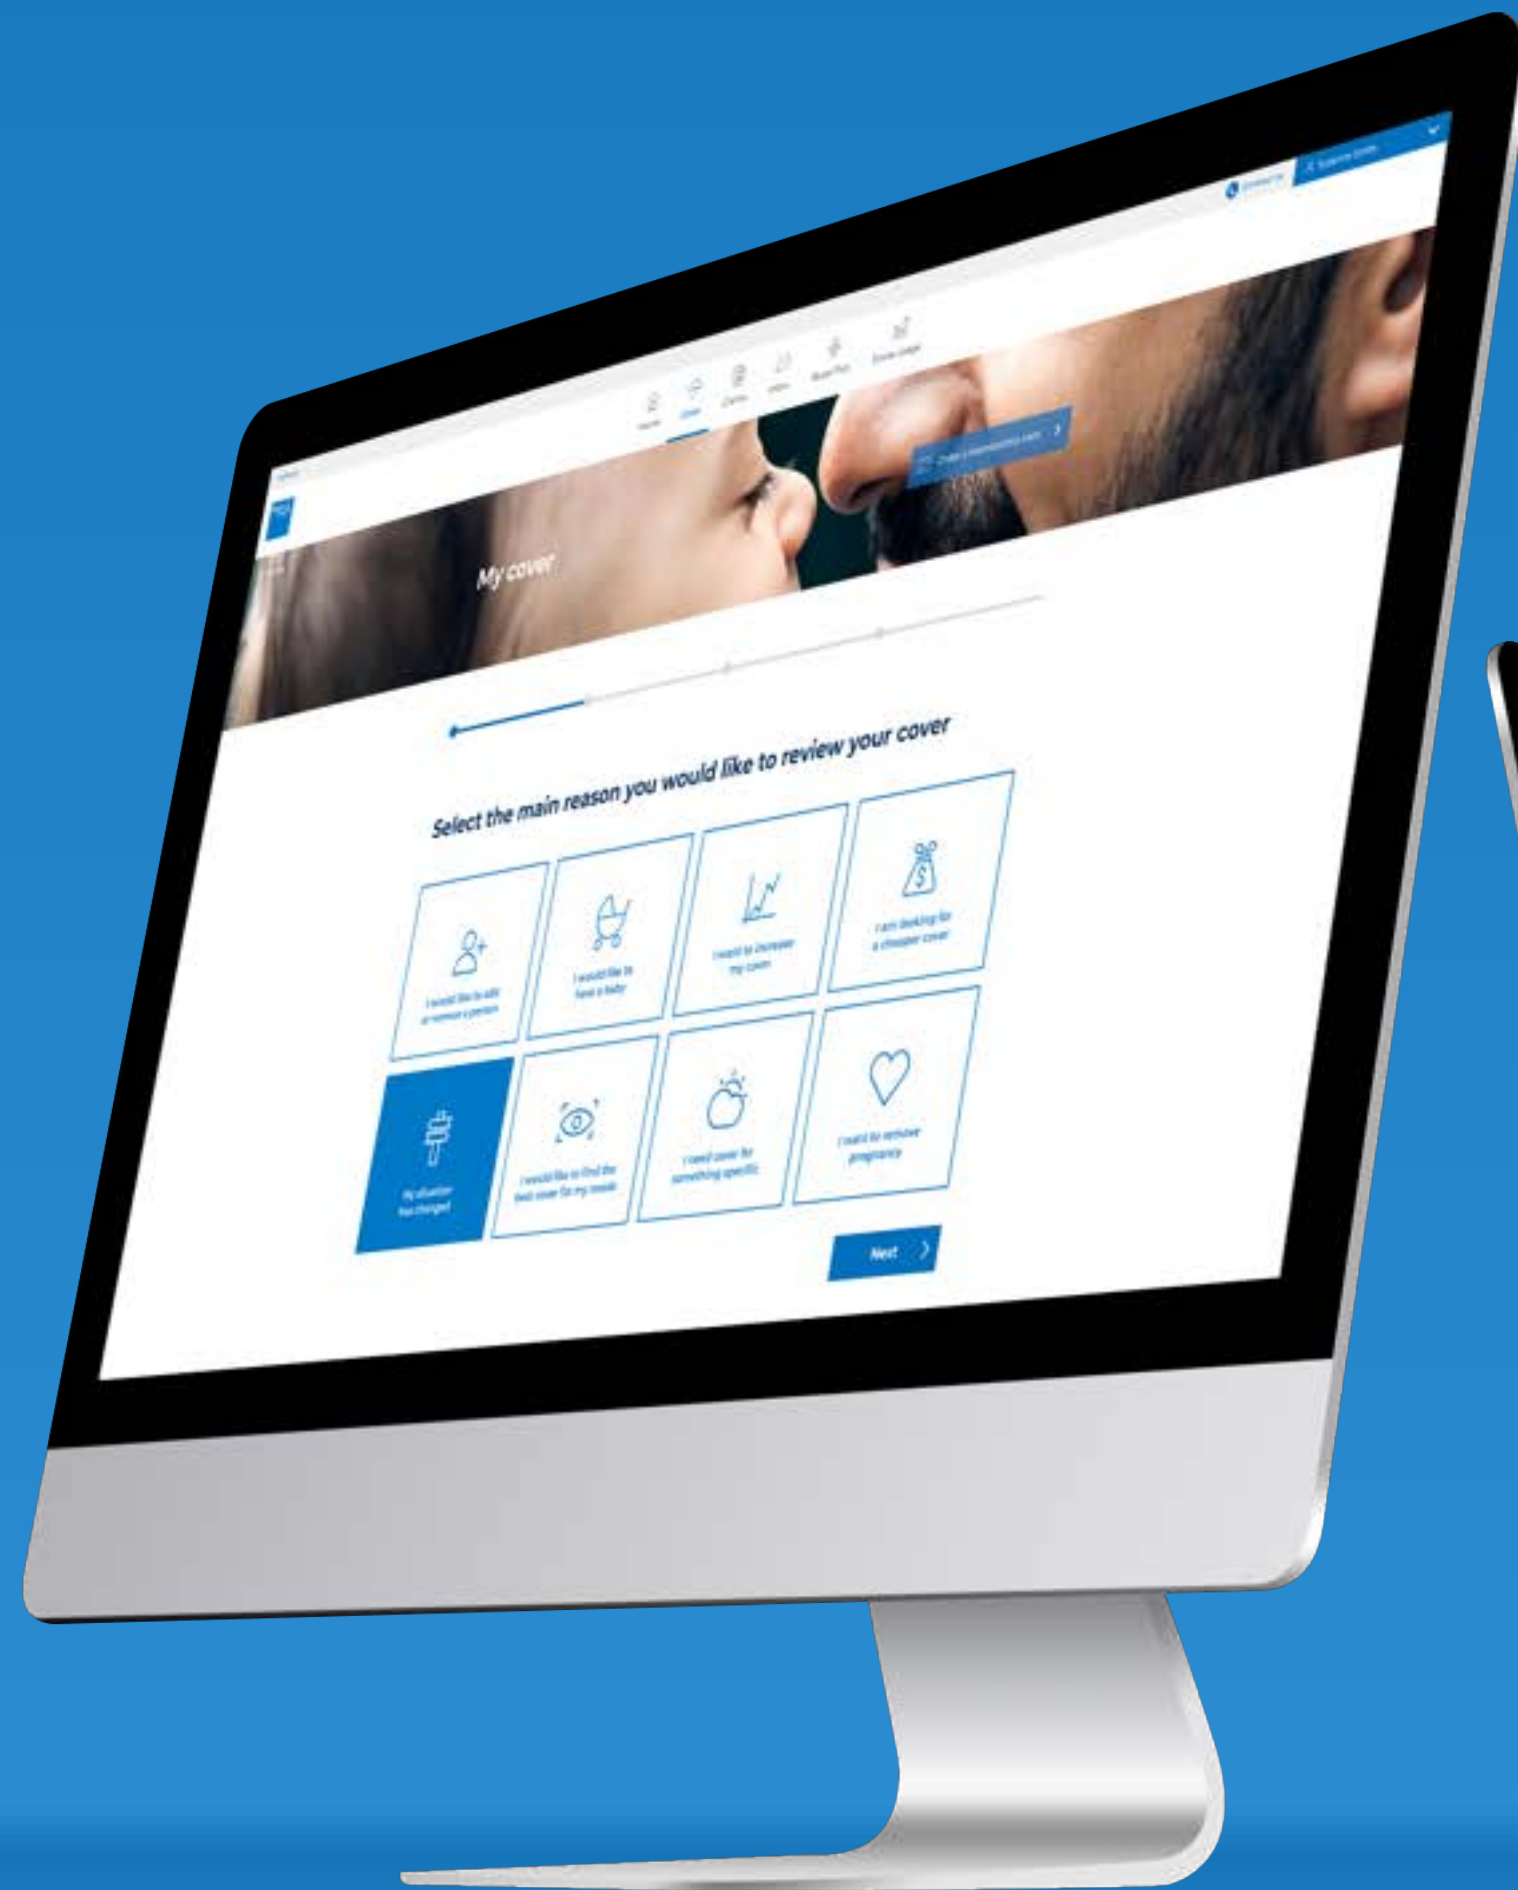 Cover
My cover
Select the main reason you would like to review your cover
I would like to add
or remove a person
I would like to
have a baby
I want to increase
my cover
I am looking for
a cheaper cover
My situation
has changed
I would like to find the
best cover for my needs
I need cover for
something specific
I want to remove
pregnancy
Next